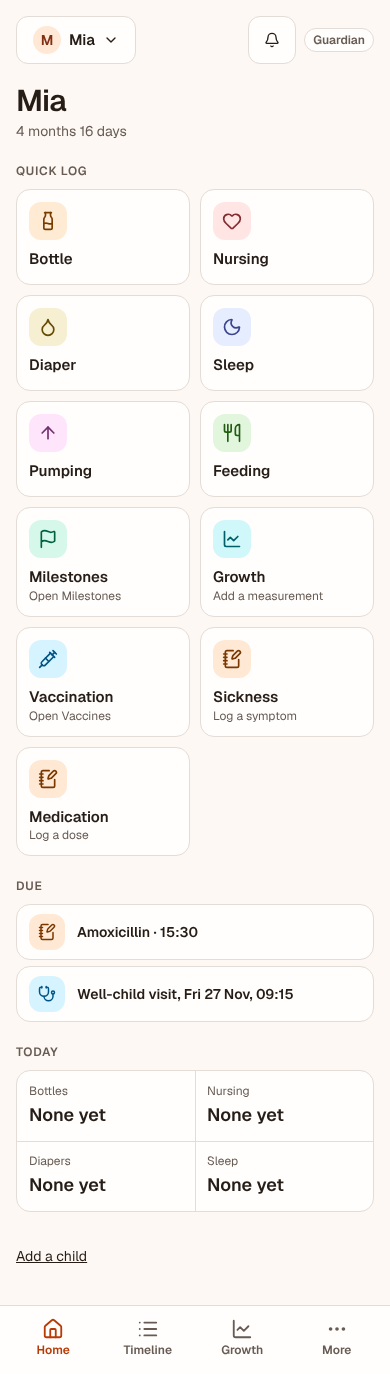 M Mia
Guardian
Mia
4 months 16 days
QUICK LOG
Bottle
Nursing
Diaper
Sleep
Pumping
Feeding
Milestones
Open Milestones
Growth
Add a measurement
Vaccination
Open Vaccines
Sickness
Log a symptom
Medication
Log a dose
DUE
Amoxicillin · 15:30
Well-child visit, Fri 27 Nov, 09:15
TODAY
Bottles
None yet
Nursing
None yet
Diapers
None yet
Sleep
None yet
Add a child
Home
Timeline
Growth
More